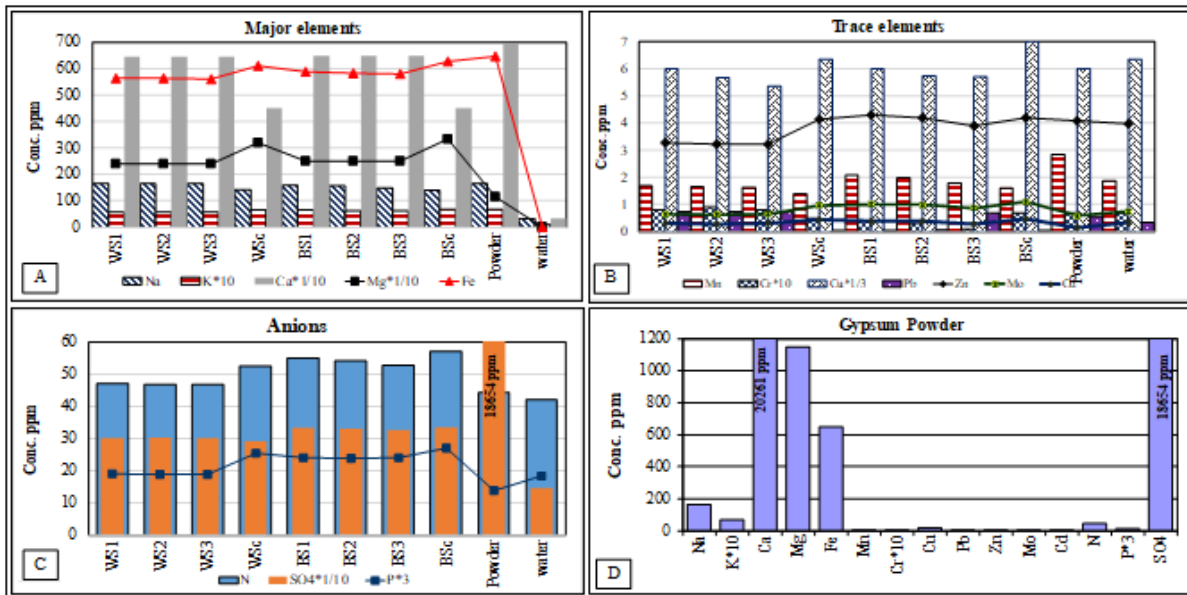 Major elements
700
600
500
400
300
200
100
0
Conc. ppm
WS1 WS2 WS3 WSc BS1 BS2 BS3 BSc Powder water
A
Na K*10 Ca*1/10 Mg*1/10 Fe
Trace elements
7
6
5
4
3
2
1
0
Conc. ppm
WS1 WS2 WS3 WSc BS1 BS2 BS3 BSc Powder water
B
Mn Cr*10 Cu*1/3 Pb Zn Mo
Anions
60
50
40
30
20
10
0
Conc. ppm
18654 ppm
WS1 WS2 WS3 WSc BS1 BS2 BS3 BSc Powder water
C
N SO4*1/10 P*3
Gypsum Powder
1200
1000
800
600
400
200
0
Conc. ppm
20261 ppm
18654 ppm
Na K*10 Ca Mg Fe Mn Cr*10 Cu Pb Zn Mo Cd N P*3 SO4
D